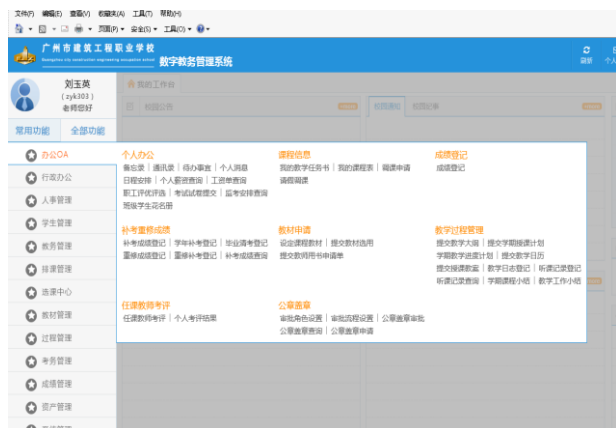 文件(F) 编辑(E) 查看(V) 收藏夹(A) 工具(T) 帮助(H)
页面(P) 安全(S) 工具(O)
广州市建筑工程职业学校
数字教务管理系统
刷新
刘玉英
(zyk303)
老师您好
我的工作台
校园公告
校园通知 校园记事
常用功能 全部功能
办公OA
行政办公
人事管理
学生管理
教务管理
排课管理
选课中心
教材管理
过程管理
考务管理
成绩管理
资产管理
个人办公
备忘录 | 通讯录 | 待办事宜 | 个人消息
日程安排 | 个人薪资查询 | 工资单查询
职工评优评选 | 考试试卷提交 | 监考安排查询
班级学生花名册
课程信息
我的教学任务书 | 我的课程表 | 调课申请
请假调课
成绩登记
成绩登记
补考重修成绩
补考成绩登记 | 学年补考登记 | 毕业清考登记
重修成绩登记 | 重修补考登记 | 补考成绩查询
教材申请
设定课程教材 | 提交教材选用
提交教师用书申请单
教学过程管理
提交教学大纲 | 提交学期授课计划
学期教学进度计划 | 提交教学日历
提交授课教案 | 教学日志登记 | 听课记录登记
听课记录查询 | 学期课程小结 | 教学工作小结
任课教师考评
任课教师考评 | 个人考评结果
公章盖章
审批角色设置 | 审批流程设置 | 公章盖章审批
公章盖章查询 | 公章盖章申请